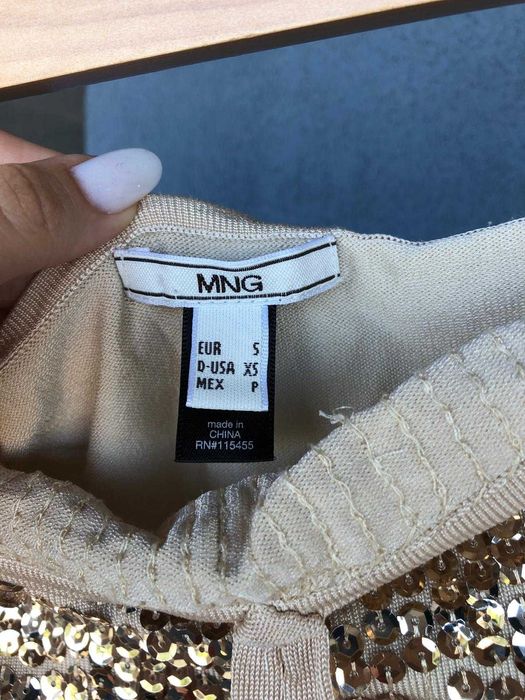 MNG
EUR S
D-USA XS
MEX P
made in
CHINA
RN#115455